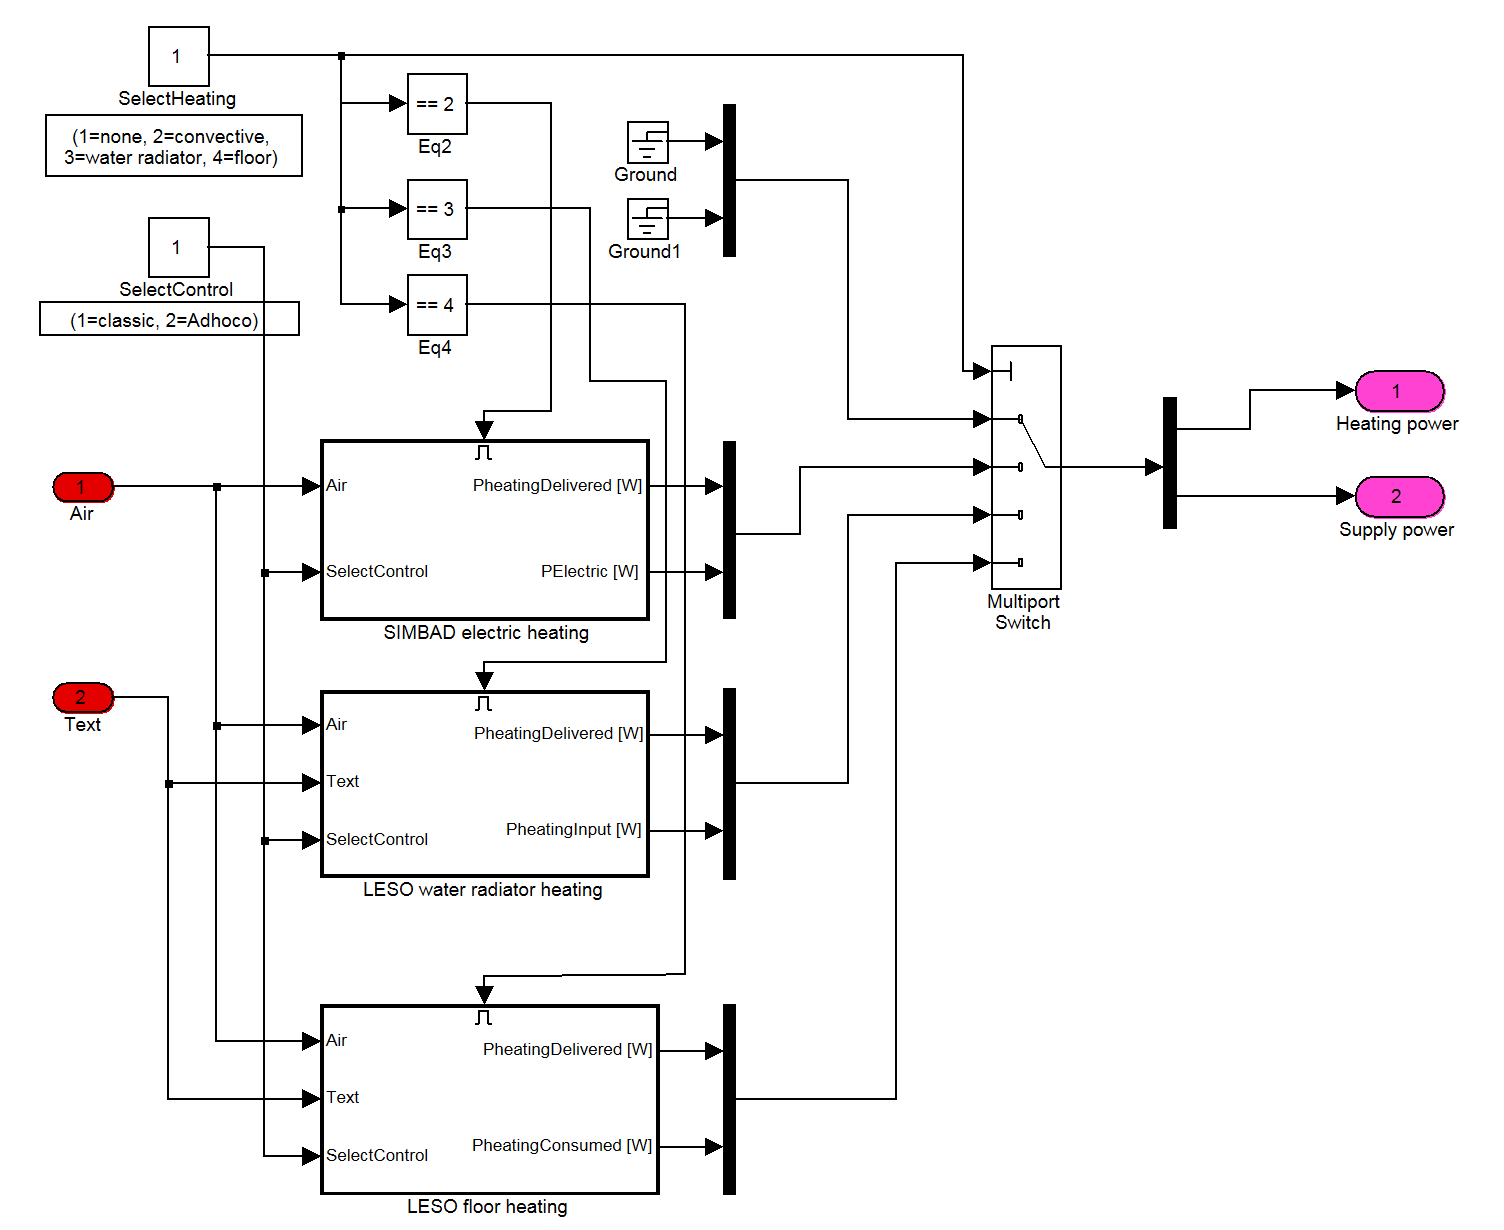 1
SelectHeating
(1=none, 2=convective,
3=water radiator, 4=floor)
1
SelectControl
(1=classic, 2=Adhoco)
== 2
Eq2
== 3
Eq3
== 4
Eq4
Ground
Ground1
1
Air
2
Text
Air
SelectControl
PheatingDelivered [W]
PElectric [W]
SIMBAD electric heating
Air
Text
SelectControl
PheatingDelivered [W]
PheatingInput [W]
LESO water radiator heating
Air
Text
SelectControl
PheatingDelivered [W]
PheatingConsumed [W]
LESO floor heating
Multiport
Switch
1
Heating power
2
Supply power